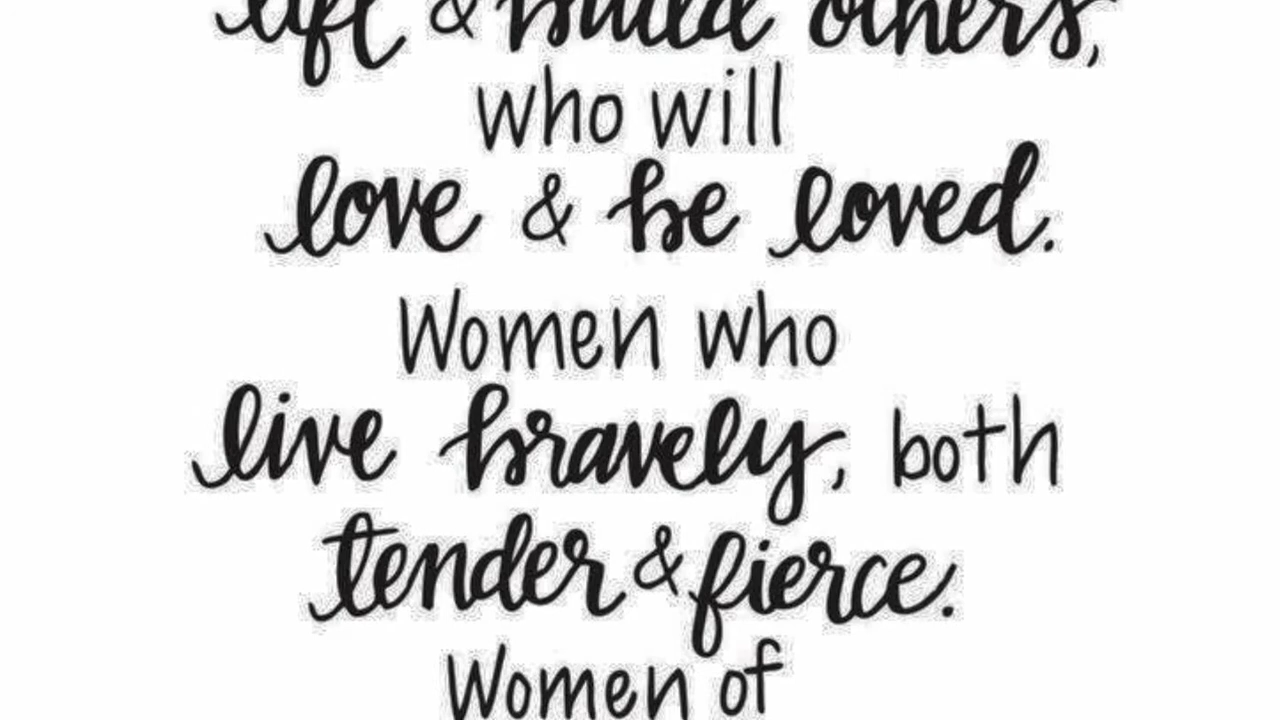 lift & build others,
who will
love & be loved.
Women who
live bravely, both
tender & fierce.
Women of